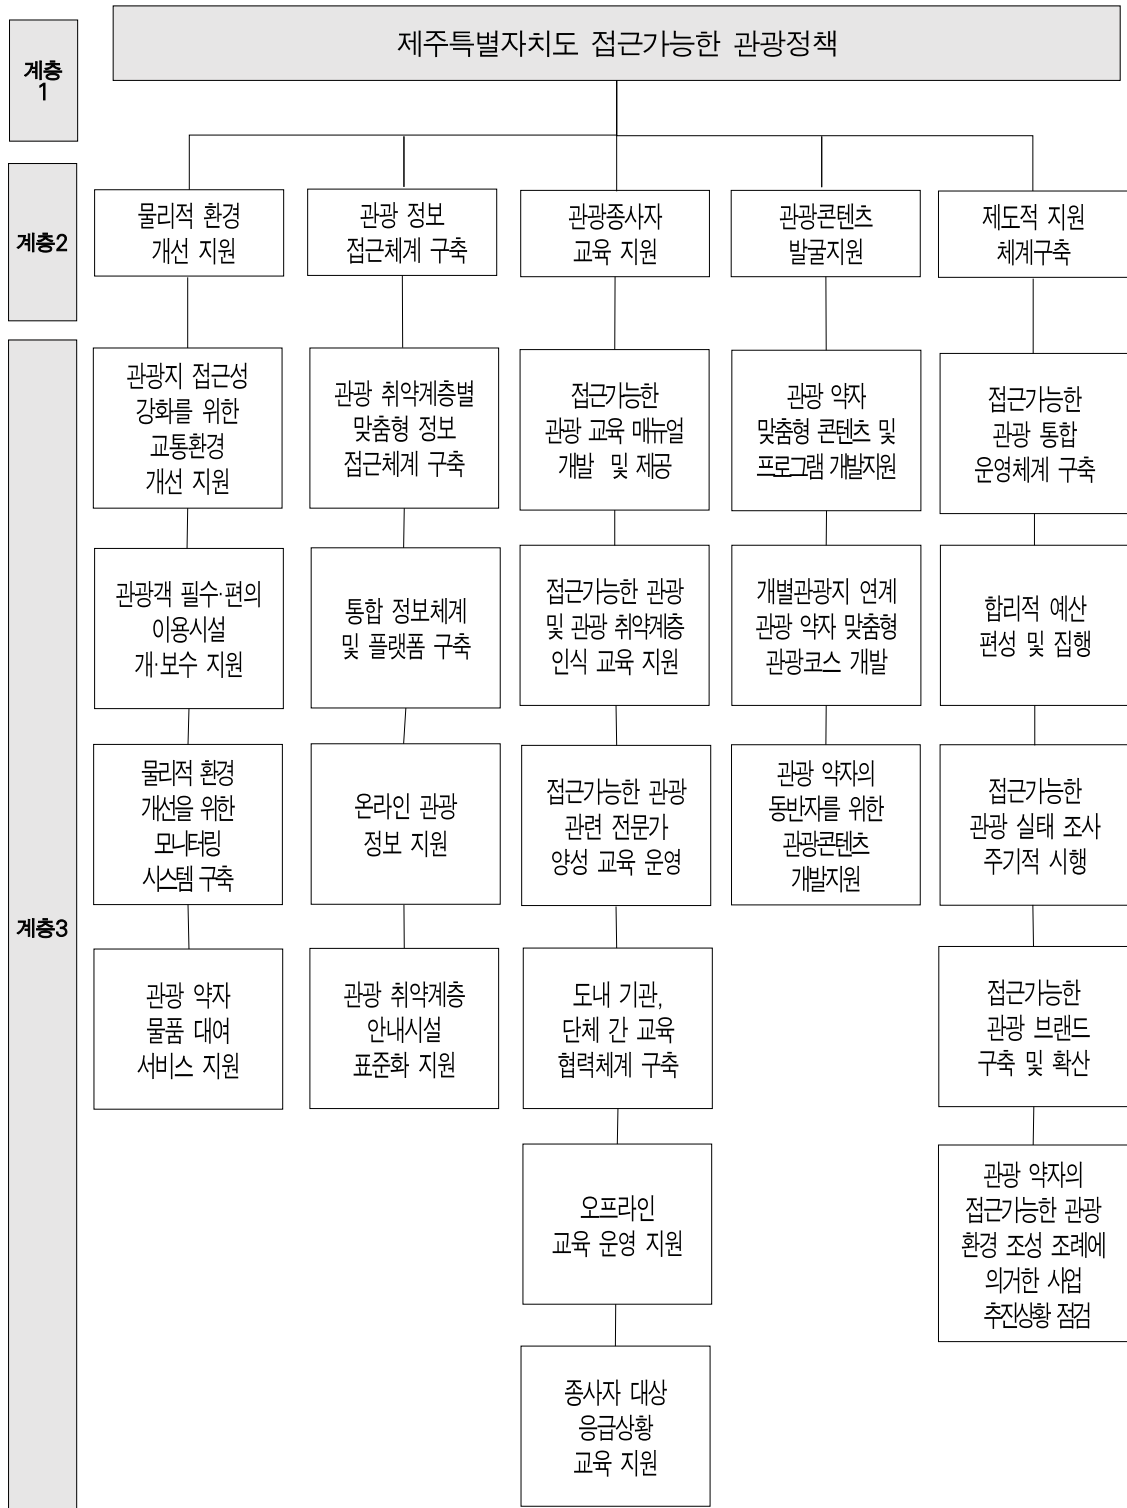 제주특별자치도 접근가능한 관광정책
계층
1
계층2
물리적 환경
개선 지원
관광 정보
접근체계 구축
관광종사자
교육 지원
관광콘텐츠
발굴지원
제도적 지원
체계구축
계층3
관광지 접근성
강화를 위한
교통환경
개선 지원
관광 취약계층별
맞춤형 정보
접근체계 구축
접근가능한
관광 교육 매뉴얼
개발 및 제공
관광 약자
맞춤형 콘텐츠 및
프로그램 개발지원
접근가능한
관광 통합
운영체계 구축
관광객 필수·편의
이용시설
개·보수 지원
통합 정보체계
및 플랫폼 구축
접근가능한 관광
및 관광 취약계층
인식 교육 지원
개별관광지 연계
관광 약자 맞춤형
관광코스 개발
합리적 예산
편성 및 집행
물리적 환경
개선을 위한
모니터링
시스템 구축
온라인 관광
정보 지원
접근가능한 관광
관련 전문가
양성 교육 운영
관광 약자의
동반자를 위한
관광콘텐츠
개발지원
접근가능한
관광 실태 조사
주기적 시행
관광 약자
물품 대여
서비스 지원
관광 취약계층
안내시설
표준화 지원
도내 기관,
단체 간 교육
협력체계 구축
접근가능한
관광 브랜드
구축 및 확산
오프라인
교육 운영 지원
관광 약자의
접근가능한 관광
환경 조성 조례에
의거한 사업
추진상황 점검
종사자 대상
응급상황
교육 지원